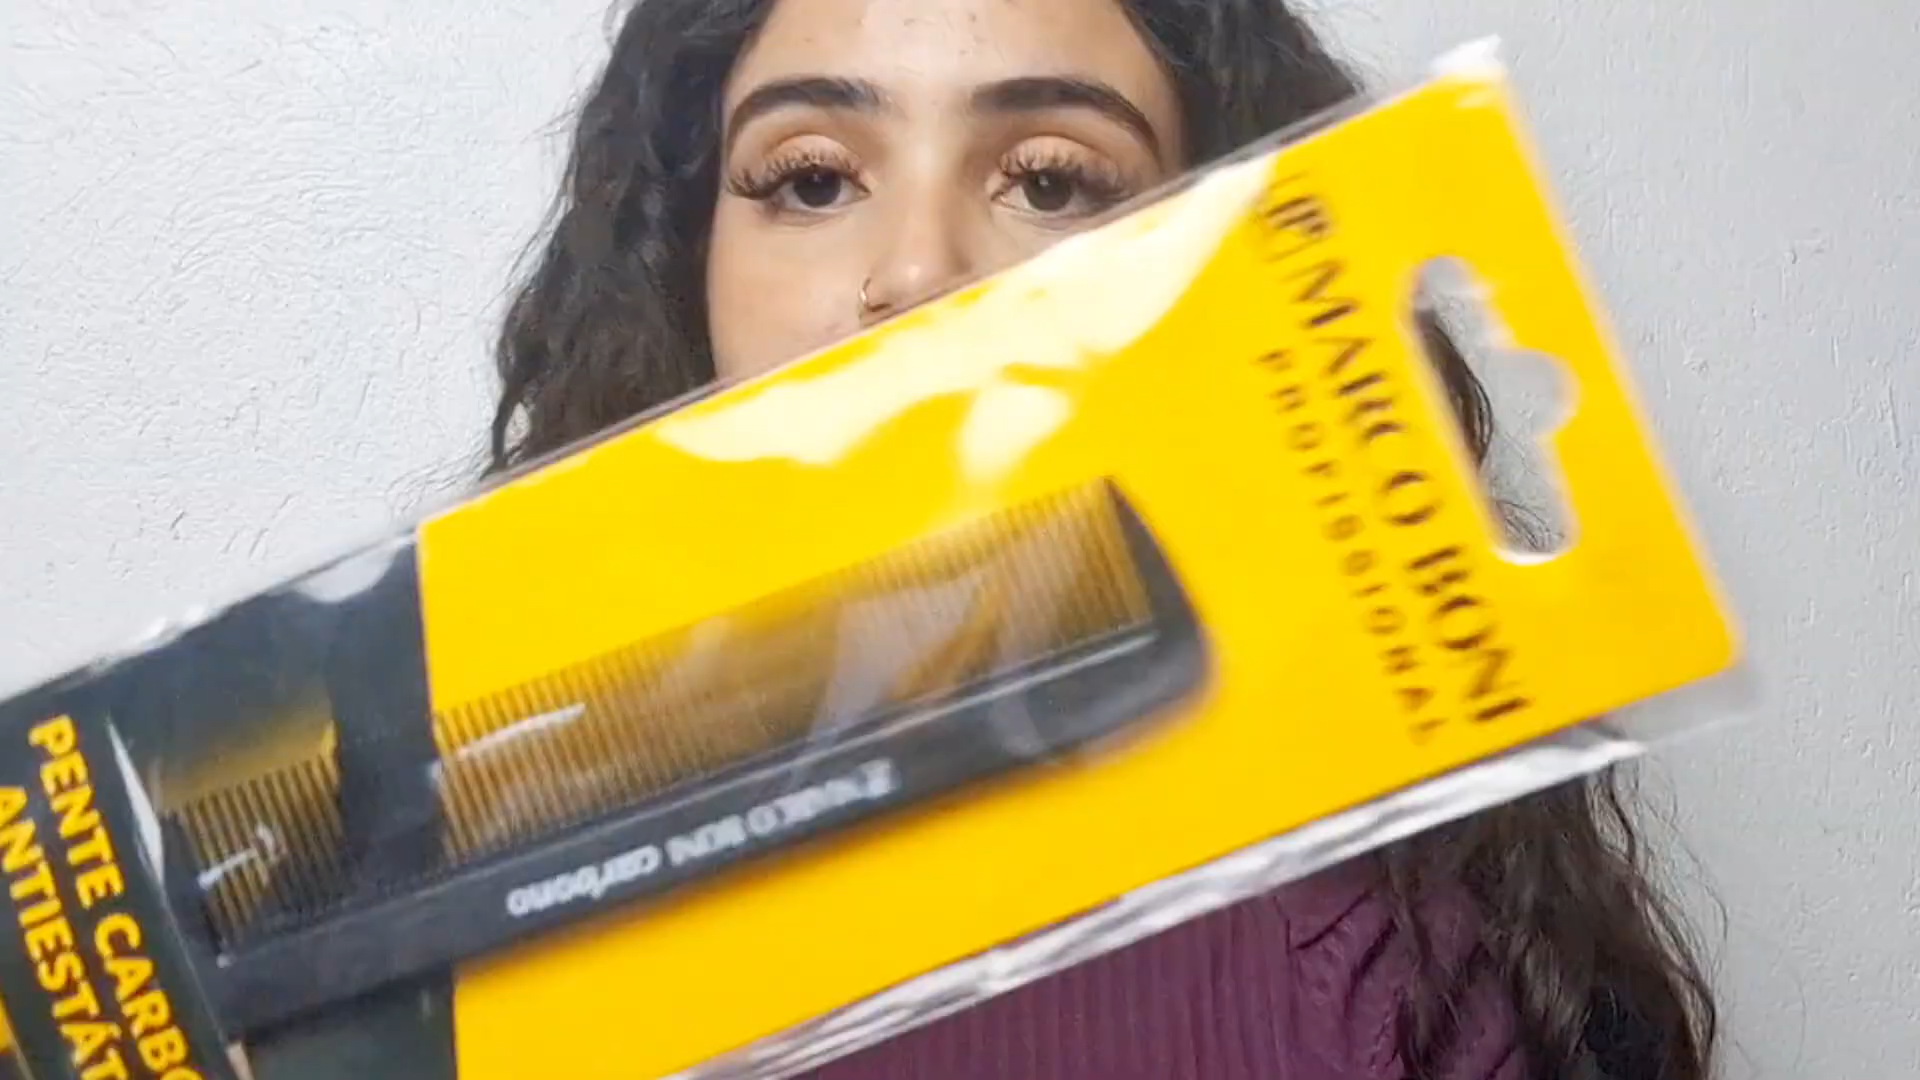 MARCO BONI
PROFISSIONAL
MARCO BONI carbono
PENTE CARBO
ANTIESTÁT